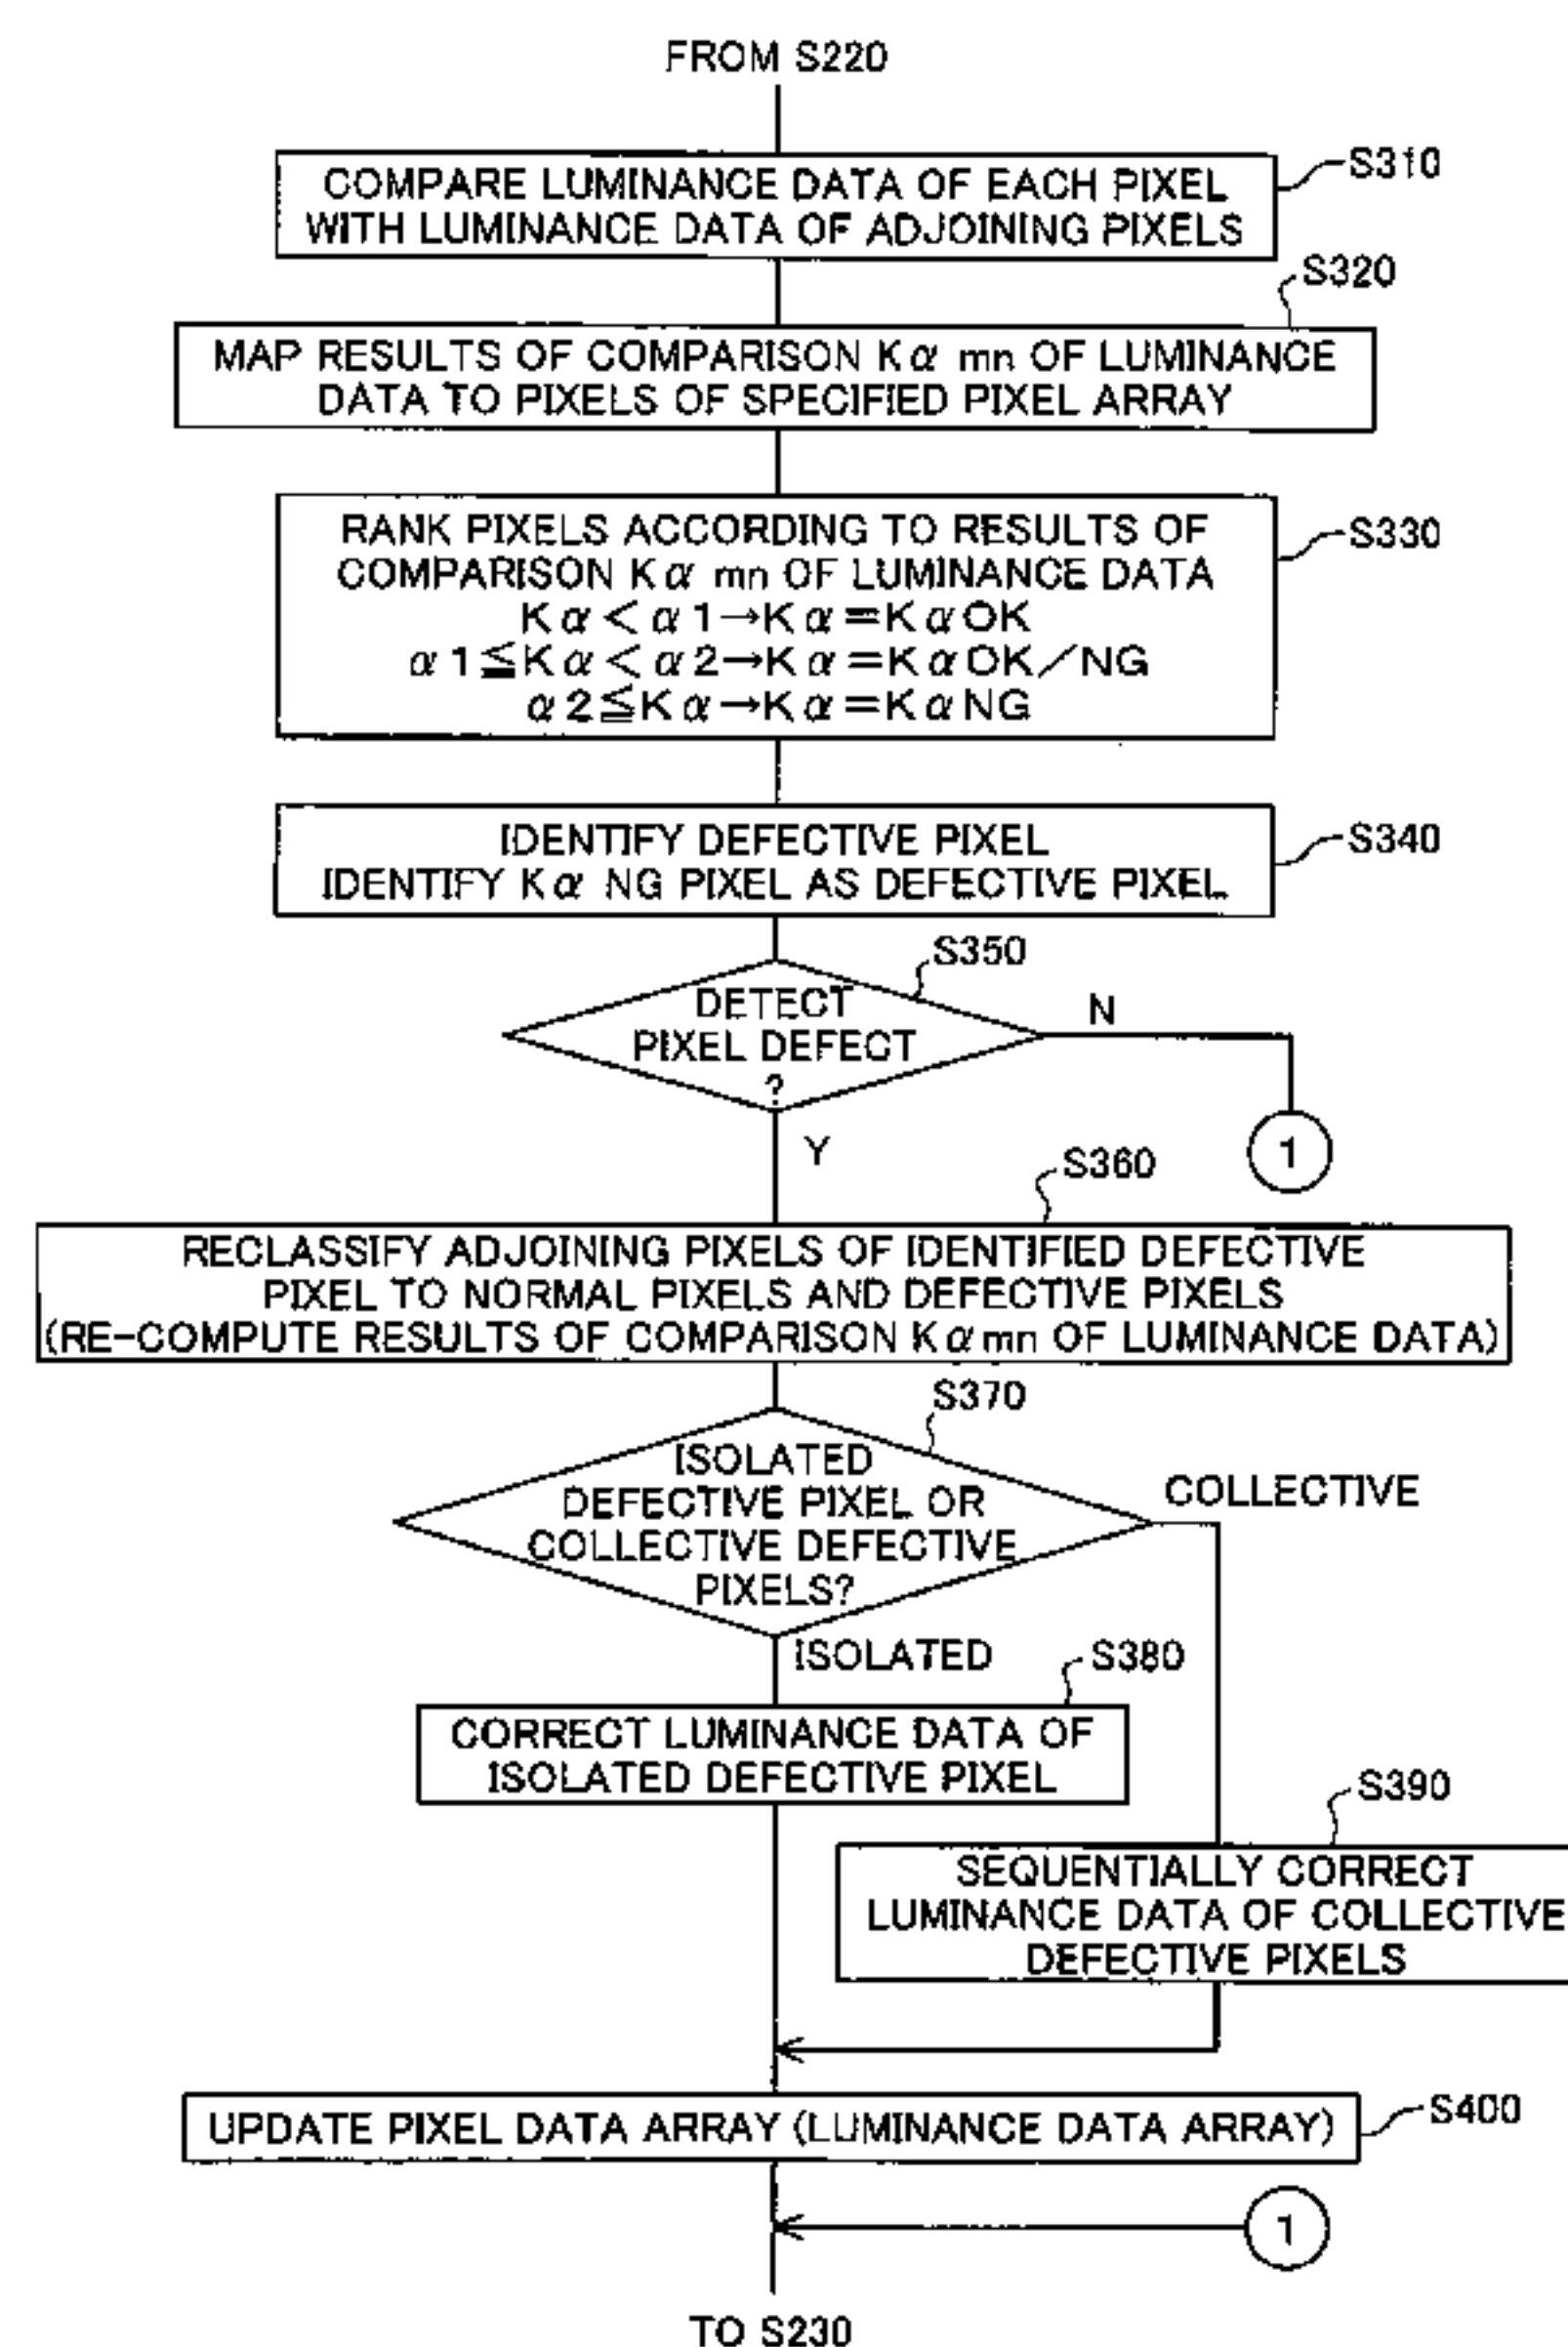 FROM S220
COMPARE LUMINANCE DATA OF EACH PIXEL
WITH LUMINANCE DATA OF ADJOINING PIXELS
S310
S320
MAP RESULTS OF COMPARISON Kα mn OF LUMINANCE
DATA TO PIXELS OF SPECIFIED PIXEL ARRAY
RANK PIXELS ACCORDING TO RESULTS OF
COMPARISON Kα mn OF LUMINANCE DATA
Kα<α1→Kα=KαOK
α1≦Kα<α2→Kα=KαOK/NG
α2≦Kα→Kα=KαNG
S330
IDENTIFY DEFECTIVE PIXEL
IDENTIFY Kα NG PIXEL AS DEFECTIVE PIXEL
S340
S350
DETECT
PIXEL DEFECT
?
N
1
Y
S360
RECLASSIFY ADJOINING PIXELS OF IDENTIFIED DEFECTIVE
PIXEL TO NORMAL PIXELS AND DEFECTIVE PIXELS
(RE-COMPUTE RESULTS OF COMPARISON Kαmn OF LUMINANCE DATA)
S370
ISOLATED
DEFECTIVE PIXEL OR
COLLECTIVE DEFECTIVE
PIXELS?
COLLECTIVE
ISOLATED
S380
CORRECT LUMINANCE DATA OF
ISOLATED DEFECTIVE PIXEL
S390
SEQUENTIALLY CORRECT
LUMINANCE DATA OF COLLECTIVE
DEFECTIVE PIXELS
UPDATE PIXEL DATA ARRAY (LUMINANCE DATA ARRAY)
S400
1
TO S230